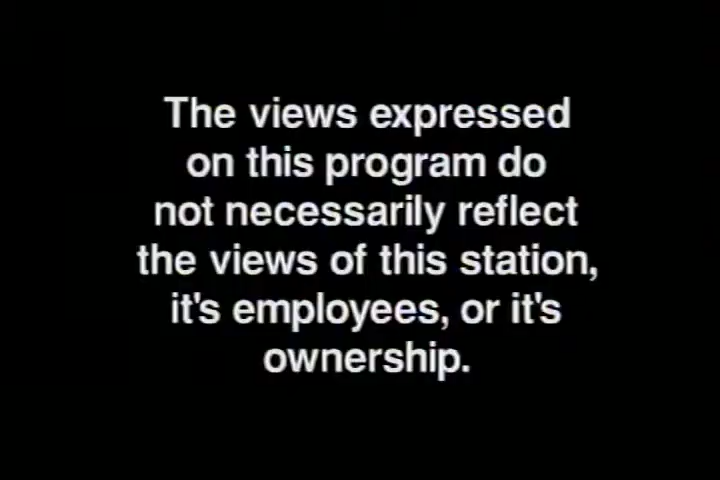 The views expressed
on this program do
not necessarily reflect
the views of this station,
it's employees, or it's
ownership.